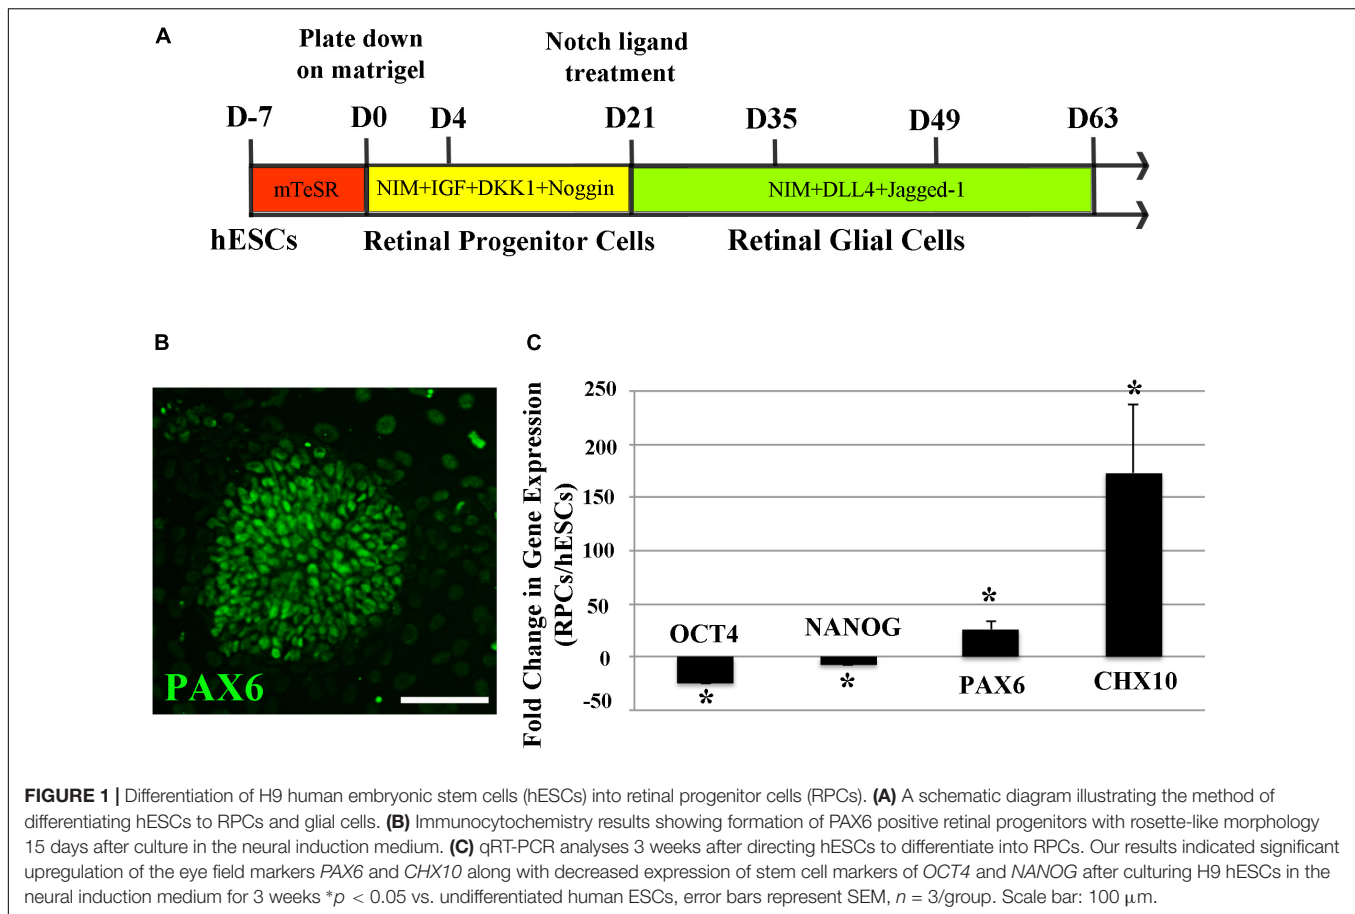 A
Plate down
on matrigel
Notch ligand
treatment
D-7 D0 D4 D21 D35 D49 D63
mTeSR NIM+IGF+DKK1+Noggin NIM+DLL4+Jagged-1
hESCs Retinal Progenitor Cells Retinal Glial Cells
B
PAX6
C
Fold Change in Gene Expression
(RPCs/hESCs)
250
200
150
100
50
0
-50
OCT4
*
NANOG
*
*
PAX6
*
CHX10
FIGURE 1 | Differentiation of H9 human embryonic stem cells (hESCs) into retinal progenitor cells (RPCs). (A) A schematic diagram illustrating the method of
differentiating hESCs to RPCs and glial cells. (B) Immunocytochemistry results showing formation of PAX6 positive retinal progenitors with rosette-like morphology
15 days after culture in the neural induction medium. (C) qRT-PCR analyses 3 weeks after directing hESCs to differentiate into RPCs. Our results indicated significant
upregulation of the eye field markers PAX6 and CHX10 along with decreased expression of stem cell markers of OCT4 and NANOG after culturing H9 hESCs in the
neural induction medium for 3 weeks *p < 0.05 vs. undifferentiated human ESCs, error bars represent SEM, n = 3/group. Scale bar: 100 μm.